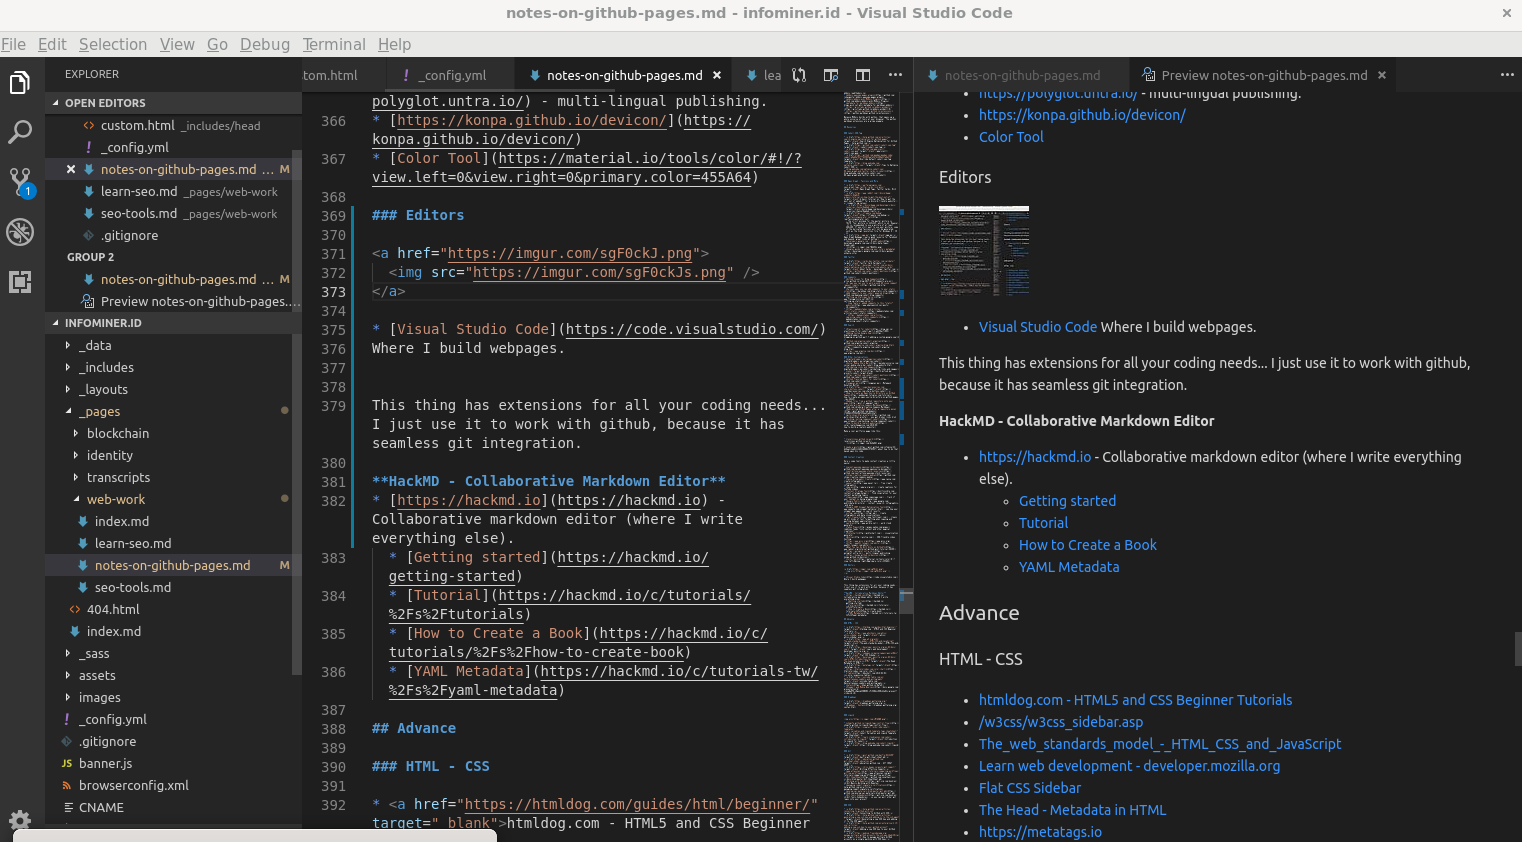 notes-on-github-pages.md - infominer.id - Visual Studio Code
File Edit Selection View Go Debug Terminal Help
EXPLORER
OPEN EDITORS
custom.html _includes/head
_config.yml
notes-on-github-pages.md ... M
learn-seo.md _pages/web-work
seo-tools.md _pages/web-work
.gitignore
GROUP 2
notes-on-github-pages.md M
Preview notes-on-github-pages....
INFOMINER.ID
_data
_includes
_layouts
_pages
blockchain
identity
transcripts
web-work
index.md
learn-seo.md
notes-on-github-pages.md M
seo-tools.md
404.html
index.md
_sass
assets
images
_config.yml
.gitignore
JS banner.js
browserconfig.xml
CNAME
1
tom.html
_config.yml
notes-on-github-pages.md
lea
polyglot.untra.io/) - multi-lingual publishing.
366 * [https://konpa.github.io/devicon/](https://
konpa.github.io/devicon/)
367 * [Color Tool](https://material.io/tools/color/#!/?
view.left=0&view.right=0&primary.color=455A64)
368
369 ### Editors
370
371 <a href="https://imgur.com/sgF0ckJ.png">
372 <img src="https://imgur.com/sgF0ckJs.png" />
373 </a>
374
375 * [Visual Studio Code](https://code.visualstudio.com/)
376 Where I build webpages.
377
378
379 This thing has extensions for all your coding needs...
I just use it to work with github, because it has
seamless git integration.
380
381 **HackMD - Collaborative Markdown Editor**
382 * [https://hackmd.io](https://hackmd.io) -
Collaborative markdown editor (where I write
everything else).
383 * [Getting started](https://hackmd.io/
getting-started)
384 * [Tutorial](https://hackmd.io/c/tutorials/
%2Fs%2Ftutorials)
385 * [How to Create a Book](https://hackmd.io/c/
tutorials/%2Fs%2Fhow-to-create-book)
386 * [YAML Metadata](https://hackmd.io/c/tutorials-tw/
%2Fs%2Fyaml-metadata)
387
388 ## Advance
389
390 ### HTML - CSS
391
392 * <a href="https://htmldog.com/guides/html/beginner/"
target="_blank">htmldog.com - HTML5 and CSS Beginner
notes-on-github-pages.md
Preview notes-on-github-pages.md
https://polyglot.untra.io/ - multi-lingual publishing.
https://konpa.github.io/devicon/
Color Tool
Editors
Visual Studio Code Where I build webpages.
This thing has extensions for all your coding needs... I just use it to work with github,
because it has seamless git integration.
HackMD - Collaborative Markdown Editor
https://hackmd.io - Collaborative markdown editor (where I write everything
else).
Getting started
Tutorial
How to Create a Book
YAML Metadata
Advance
HTML - CSS
htmldog.com - HTML5 and CSS Beginner Tutorials
/w3css/w3css_sidebar.asp
The_web_standards_model_-_HTML_CSS_and_JavaScript
Learn web development - developer.mozilla.org
Flat CSS Sidebar
The Head - Metadata in HTML
https://metatags.io